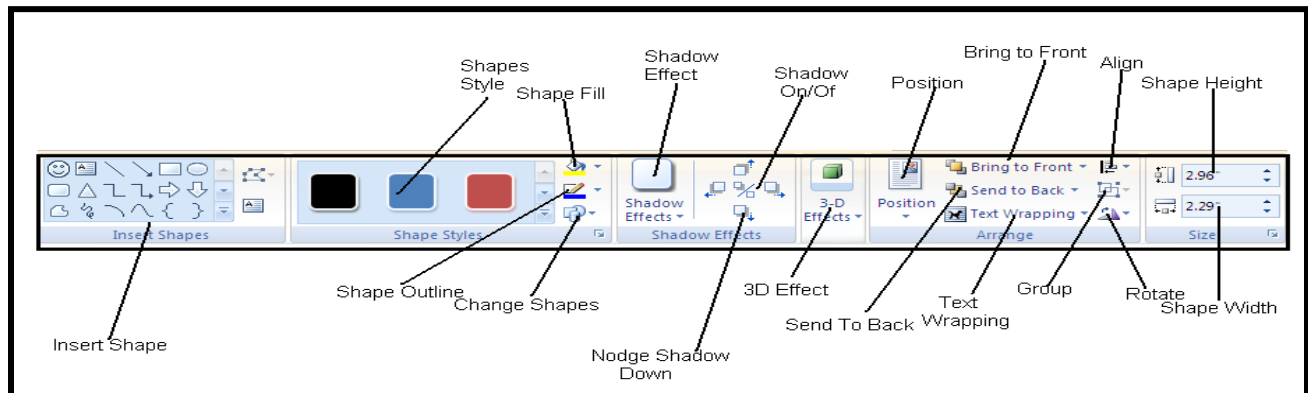 Bring to Front
Shadow
Effect
Align
Shapes
Style
Shadow
On/Of
Position
Shape Height
Shape Fill
Bring to Front
2.96"
Shadow
Effects
3-D
Effects
Position
Send to Back
2.29"
Text Wrapping
Insert Shapes
Shape Styles
Shadow Effects
Arrange
Size
Shape Outline
3D Effect
Group
Rotate
Change Shapes
Text
Wrapping
Shape Width
Send To Back
Insert Shape
Nodge Shadow
Down